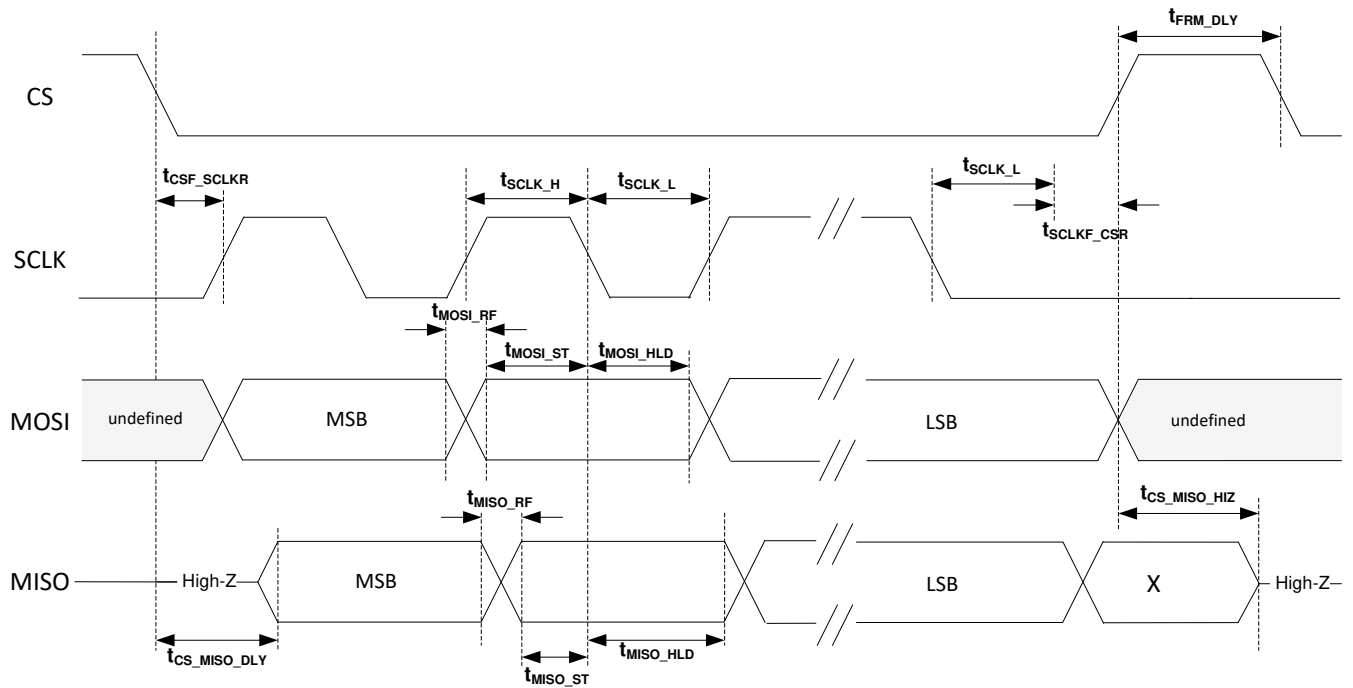 tFRM_DLY
CS
tCSF_SCLKR
tSCLK_H
tSCLK_L
tSCLK_L
tSCLKF_CSR
SCLK
tMOSI_RF
tMOSI_ST
tMOSI_HLD
MOSI
undefined
MSB
LSB
undefined
tMISO_RF
tCS_MISO_HIZ
MISO
High-Z
MSB
LSB
X
High-Z
tCS_MISO_DLY
tMISO_ST
tMISO_HLD